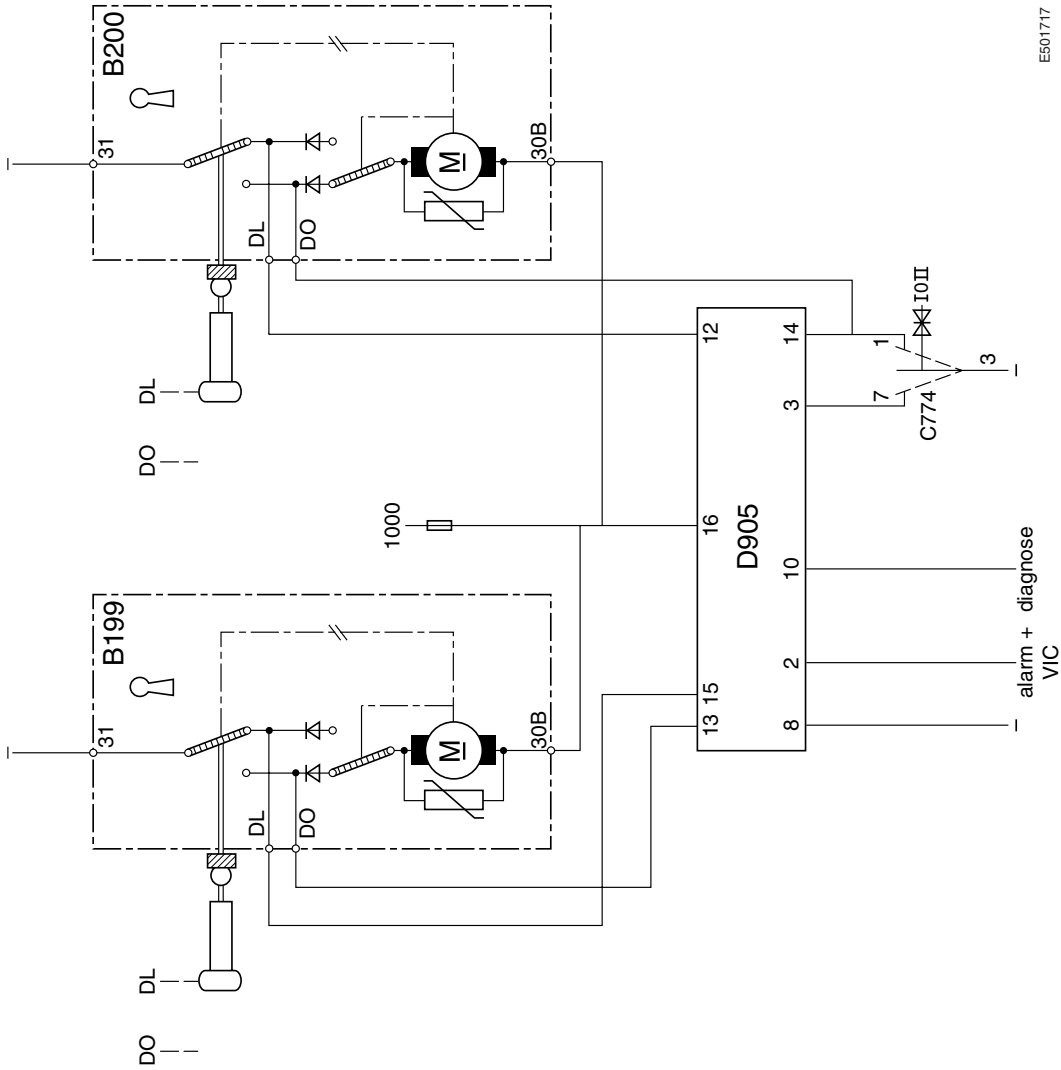 B200
31
DL
DO
M
30B
DL
DO
1000
B199
31
DL
DO
M
30B
DL
DO
D905
13
15
16
12
8
2
10
3
14
7
1
C774
I0II
3
alarm +
VIC
diagnose
E501717